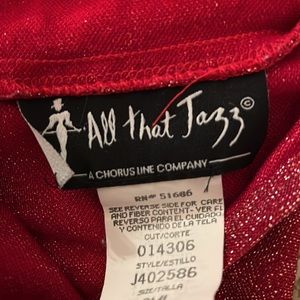 All that Jazz©
A CHORUS LINE COMPANY
RN# 51686
SEE REVERSE SIDE FOR CARE
AND FIBER CONTENT- VER EL
REVERSO PARA EL CUIDADO
Y CONTENIDO DE LA TELA
CUT/CORTE
014306
STYLE/ESTILO
J402586
SIZE/TALLA